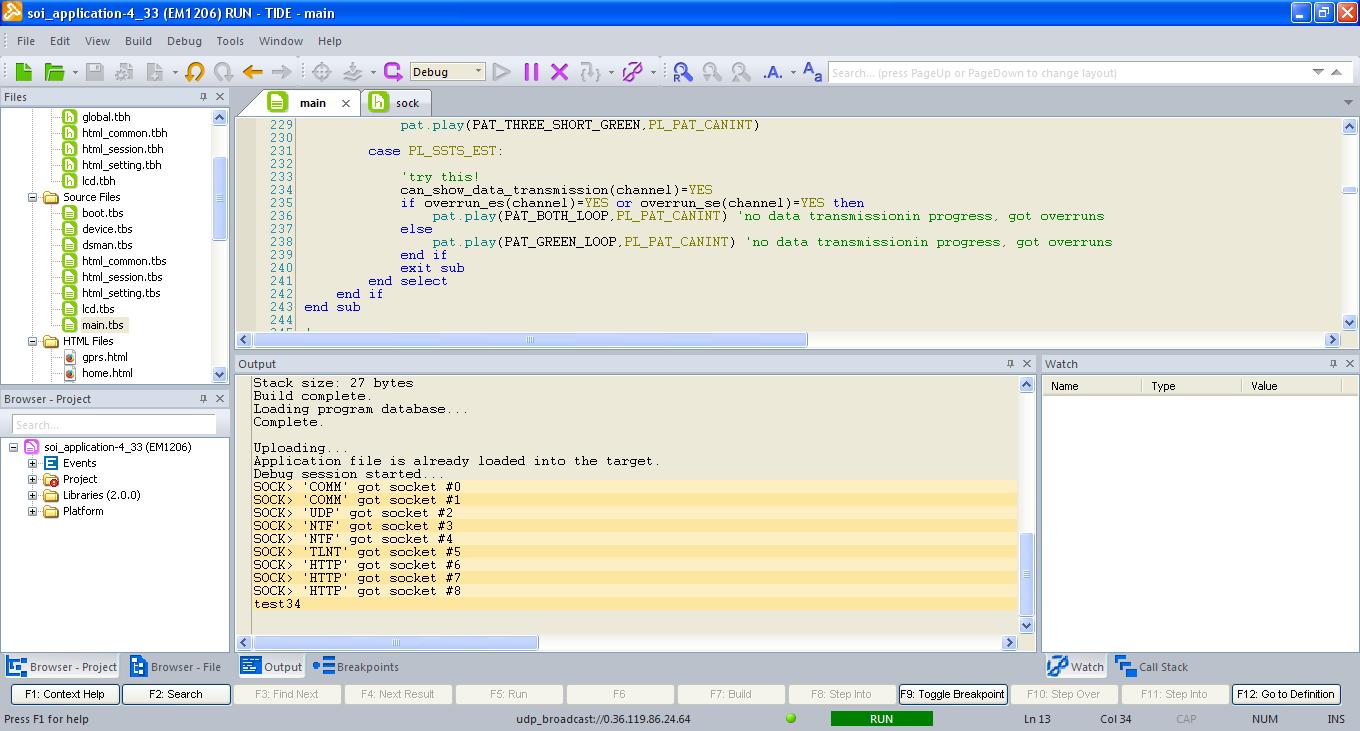 soi_application-4_33 (EM1206) RUN - TIDE - main
File Edit View Build Debug Tools Window Help
Debug
Search... (press PageUp or PageDown to change layout)
Files
global.tbh
html_common.tbh
html_session.tbh
html_setting.tbh
lcd.tbh
Source Files
boot.tbs
device.tbs
dsman.tbs
html_common.tbs
html_session.tbs
html_setting.tbs
lcd.tbs
main.tbs
HTML Files
gprs.html
home.html
main sock
229 pat.play(PAT_THREE_SHORT_GREEN,PL_PAT_CANINT)
230
231 case PL_SSTS_EST:
232
233 'try this!
234 can_show_data_transmission(channel)=YES
235 if overrun_es(channel)=YES or overrun_se(channel)=YES then
236 pat.play(PAT_BOTH_LOOP,PL_PAT_CANINT) 'no data transmissionin progress, got overruns
237 else
238 pat.play(PAT_GREEN_LOOP,PL_PAT_CANINT) 'no data transmissionin progress, got overruns
239 end if
240 exit sub
241 end select
242 end if
243 end sub
244
Browser - Project
Search...
soi_application-4_33 (EM1206)
Events
Project
Libraries (2.0.0)
Platform
Output
Stack size: 27 bytes
Build complete.
Loading program database...
Complete.
Uploading...
Application file is already loaded into the target.
Debug session started...
SOCK> 'COMM' got socket #0
SOCK> 'COMM' got socket #1
SOCK> 'UDP' got socket #2
SOCK> 'NTF' got socket #3
SOCK> 'NTF' got socket #4
SOCK> 'TLNT' got socket #5
SOCK> 'HTTP' got socket #6
SOCK> 'HTTP' got socket #7
SOCK> 'HTTP' got socket #8
test34
Watch
Name Type Value
Browser - Project Browser - File Output Breakpoints Watch Call Stack
F1: Context Help F2: Search F3: Find Next F4: Next Result F5: Run F6 F7: Build F8: Step Into F9: Toggle Breakpoint F10: Step Over F11: Step Into F12: Go to Definition
Press F1 for help udp_broadcast://0.36.119.86.24.64 RUN Ln 13 Col 34 CAP NUM INS